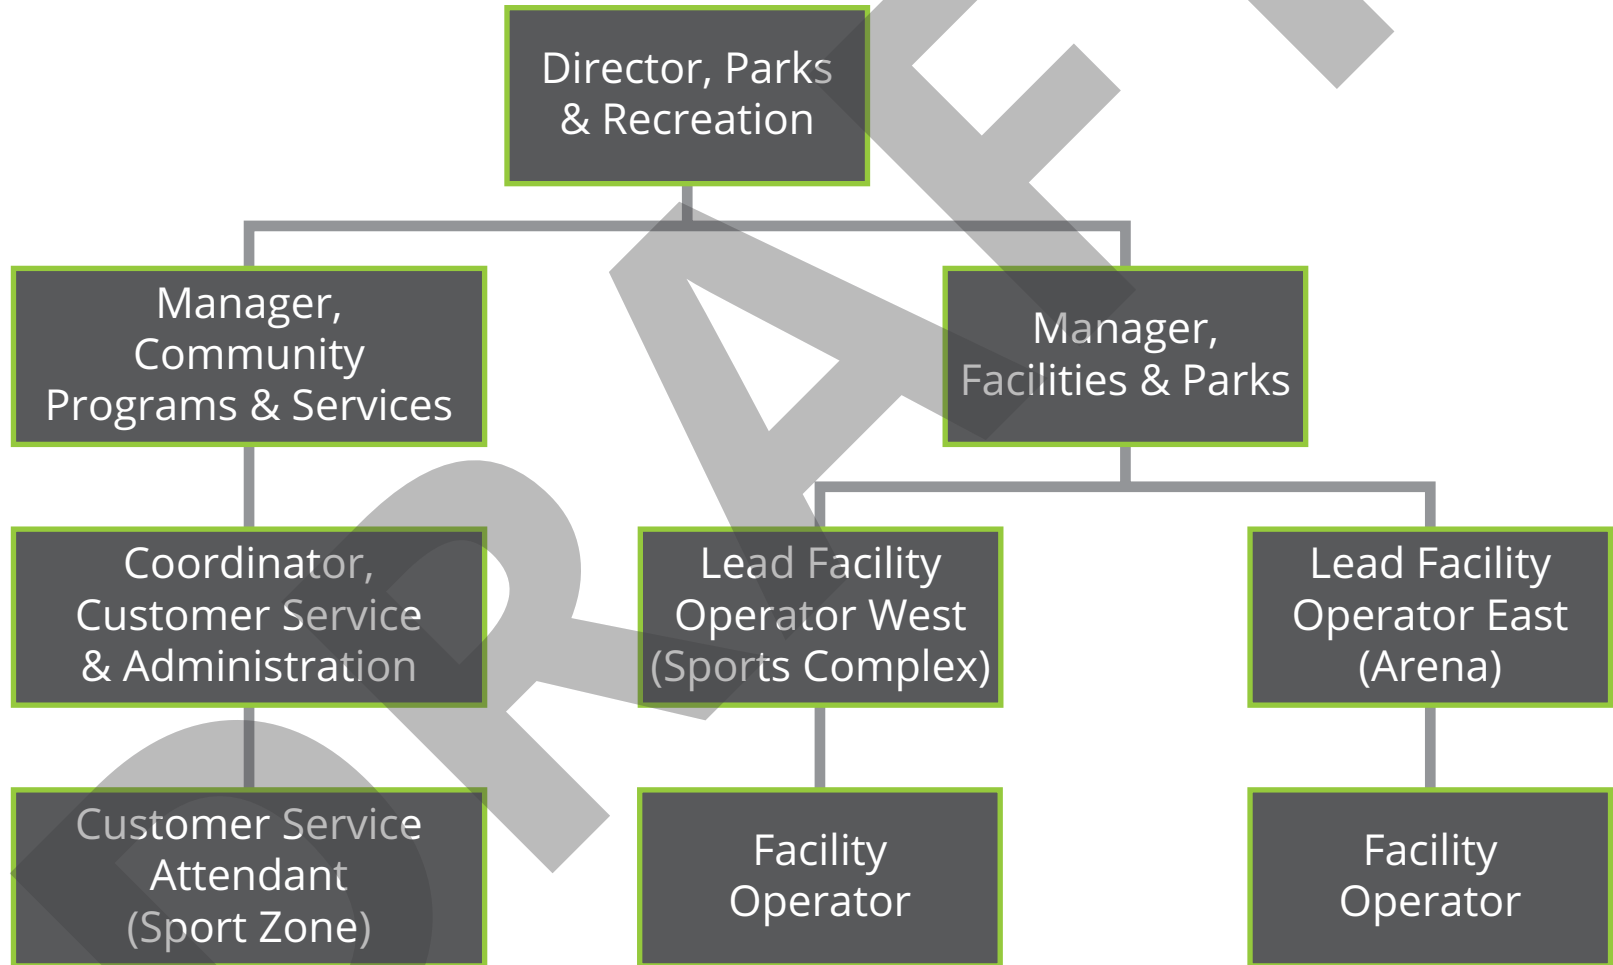 Director, Parks
& Recreation
Manager,
Community
Programs & Services
Manager,
Facilities & Parks
Coordinator,
Customer Service
& Administration
Lead Facility
Operator West
(Sports Complex)
Lead Facility
Operator East
(Arena)
Customer Service
Attendant
(Sport Zone)
Facility
Operator
Facility
Operator
DRAFT